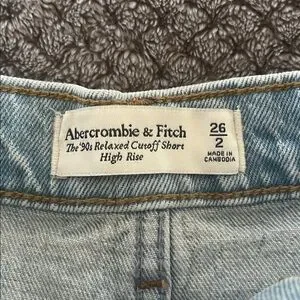 Abercrombie & Fitch
The '90s Relaxed Cutoff Short
High Rise
26
2
MADE IN
CAMBODIA